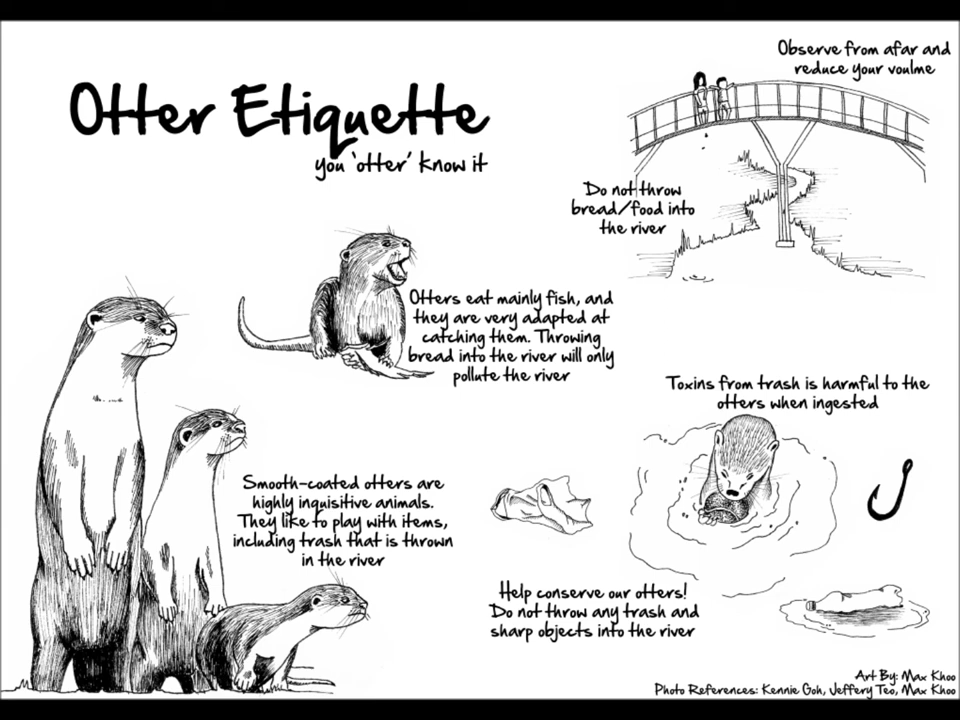 Otter Etiquette
you 'otter' know it
Observe from afar and
reduce your voulme
Do not throw
bread/food into
the river
Otters eat mainly fish, and
they are very adapted at
catching them. Throwing
bread into the river will only
pollute the river
Toxins from trash is harmful to the
otters when ingested
Smooth-coated otters are
highly inquisitive animals.
They like to play with items,
including trash that is thrown
in the river
Help conserve our otters!
Do not throw any trash and
sharp objects into the river
Art By: Max Khoo
Photo References: Kennie Goh, Jeffery Teo, Max Khoo